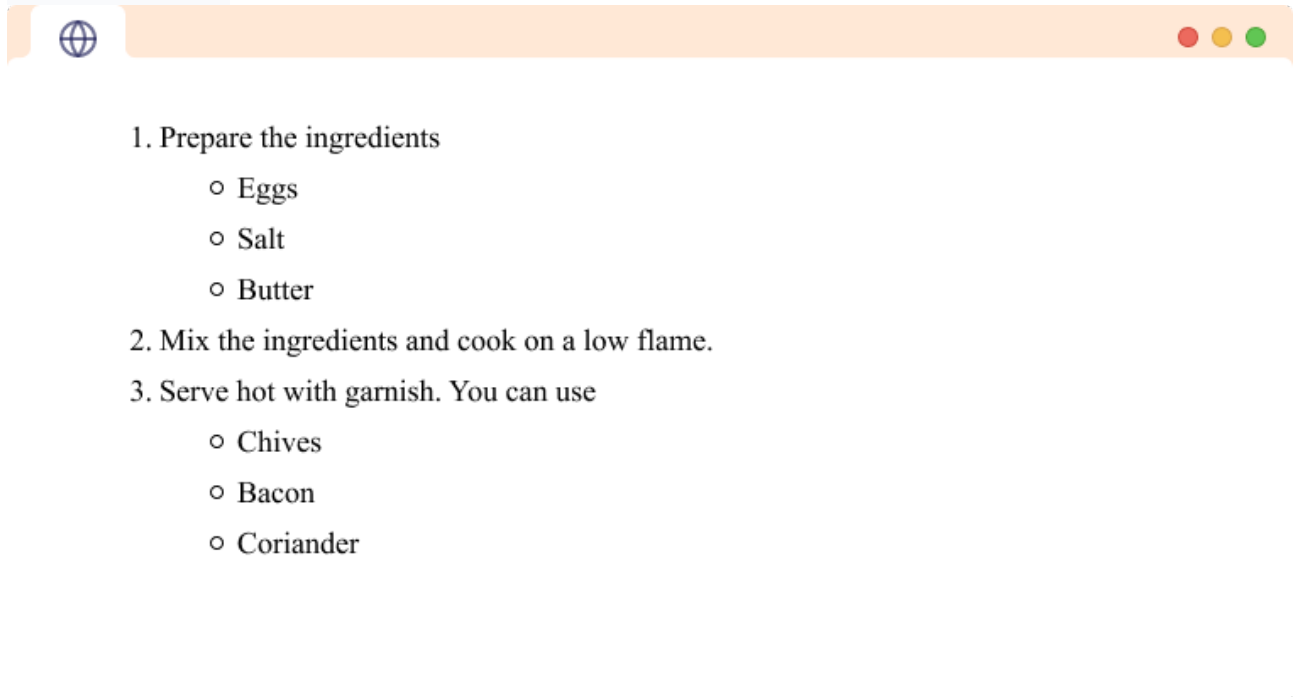 1. Prepare the ingredients
○ Eggs
○ Salt
○ Butter
2. Mix the ingredients and cook on a low flame.
3. Serve hot with garnish. You can use
○ Chives
○ Bacon
○ Coriander